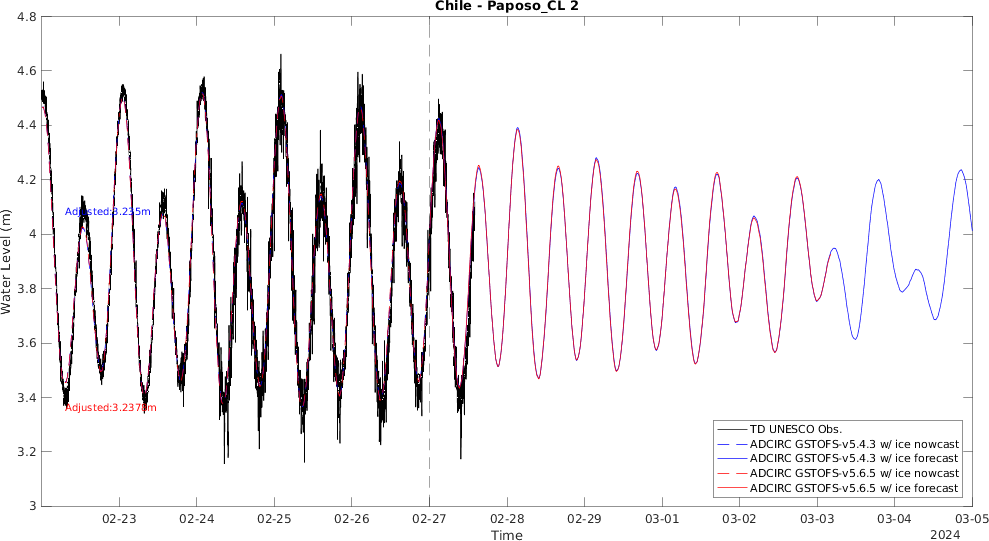 Chile - Paposo_CL 2
Water Level (m)
4.8
4.6
4.4
4.2
4
3.8
3.6
3.4
3.2
3
Adjusted:3.235m
Adjusted:3.2378m
TD UNESCO Obs.
ADCIRC GSTOFS-v5.4.3 w/ ice nowcast
ADCIRC GSTOFS-v5.4.3 w/ ice forecast
ADCIRC GSTOFS-v5.6.5 w/ ice nowcast
ADCIRC GSTOFS-v5.6.5 w/ ice forecast
02-23 02-24 02-25 02-26 02-27 02-28 02-29 03-01 03-02 03-03 03-04 03-05
Time
2024